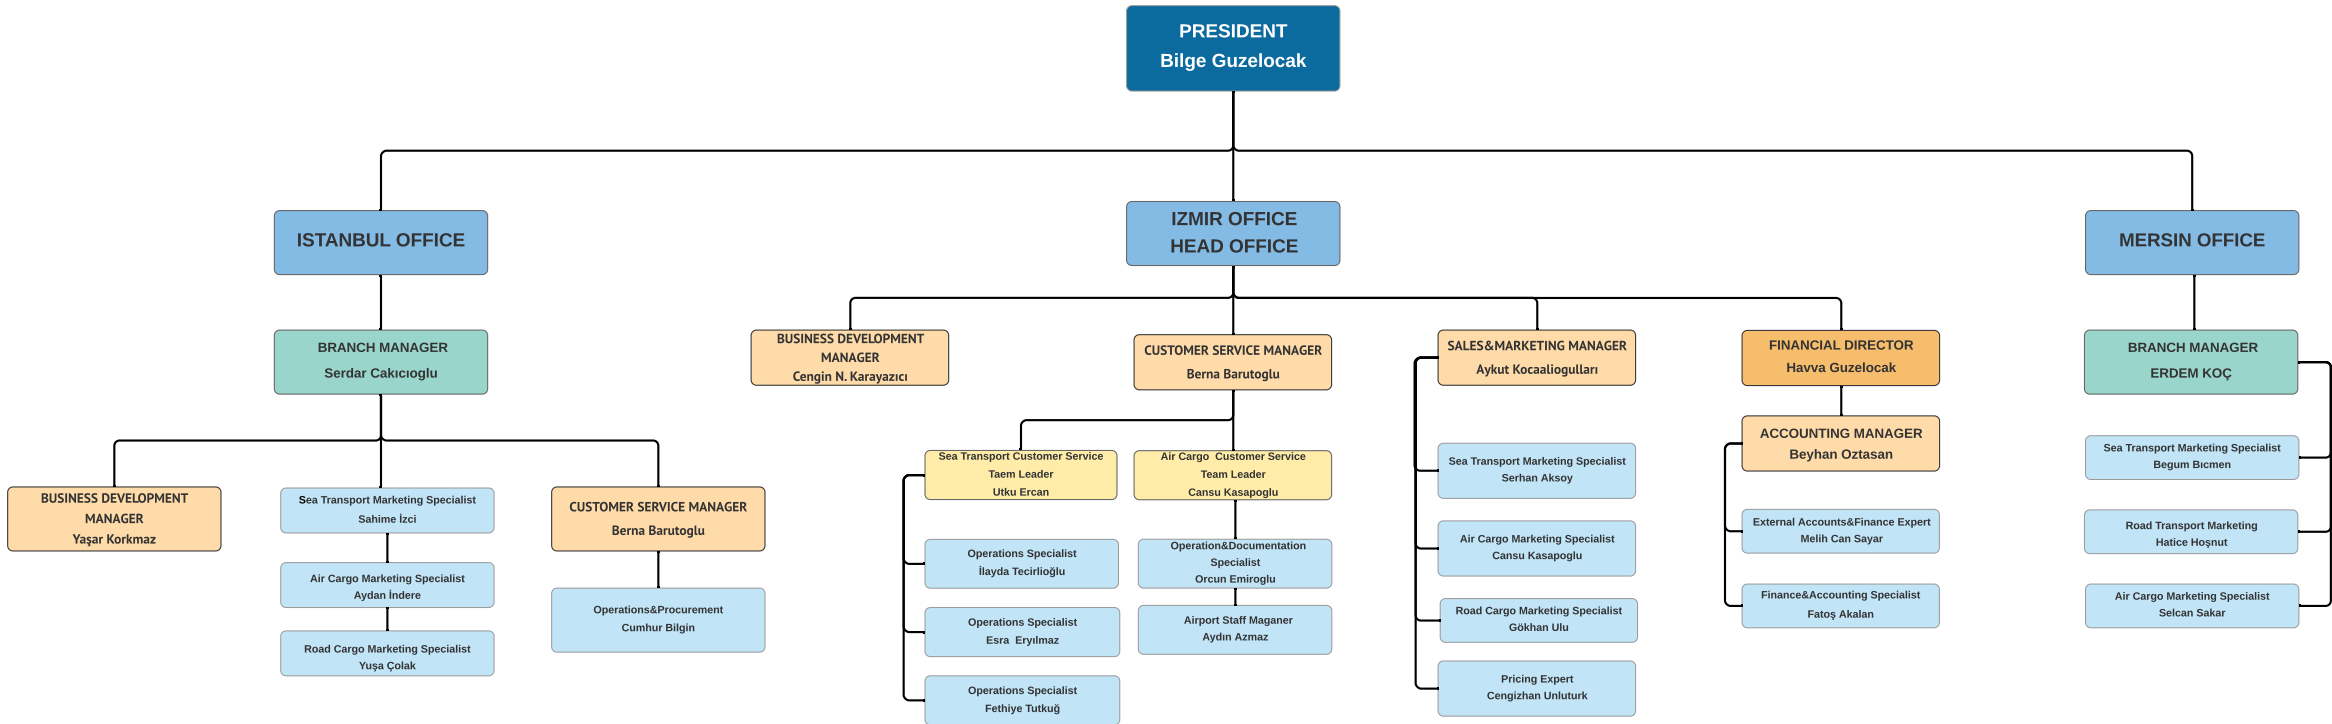 PRESIDENT
Bilge Guzelocak
ISTANBUL OFFICE
IZMIR OFFICE
HEAD OFFICE
MERSIN OFFICE
BRANCH MANAGER
Serdar Cakıcıoglu
BUSINESS DEVELOPMENT
MANAGER
Yaşar Korkmaz
Sea Transport Marketing Specialist
Sahime İzci
Air Cargo Marketing Specialist
Aydan İndere
Road Cargo Marketing Specialist
Yuşa Çolak
CUSTOMER SERVICE MANAGER
Berna Barutoglu
Operations&Procurement
Cumhur Bilgin
BUSINESS DEVELOPMENT
MANAGER
Cengin N. Karayazıcı
CUSTOMER SERVICE MANAGER
Berna Barutoglu
Sea Transport Customer Service
Taem Leader
Utku Ercan
Operations Specialist
İlayda Tecirlioğlu
Operations Specialist
Esra Eryılmaz
Operations Specialist
Fethiye Tutkuğ
Air Cargo Customer Service
Team Leader
Cansu Kasapoglu
Operation&Documentation
Specialist
Orcun Emiroglu
Airport Staff Maganer
Aydın Azmaz
SALES&MARKETING MANAGER
Aykut Kocaaliogulları
Sea Transport Marketing Specialist
Serhan Aksoy
Air Cargo Marketing Specialist
Cansu Kasapoglu
Road Cargo Marketing Specialist
Gökhan Ulu
Pricing Expert
Cengizhan Unluturk
FINANCIAL DIRECTOR
Havva Guzelocak
ACCOUNTING MANAGER
Beyhan Oztasan
External Accounts&Finance Expert
Melih Can Sayar
Finance&Accounting Specialist
Fatoş Akalan
BRANCH MANAGER
ERDEM KOÇ
Sea Transport Marketing Specialist
Begum Bıcmen
Road Transport Marketing
Hatice Hoşnut
Air Cargo Marketing Specialist
Selcan Sakar